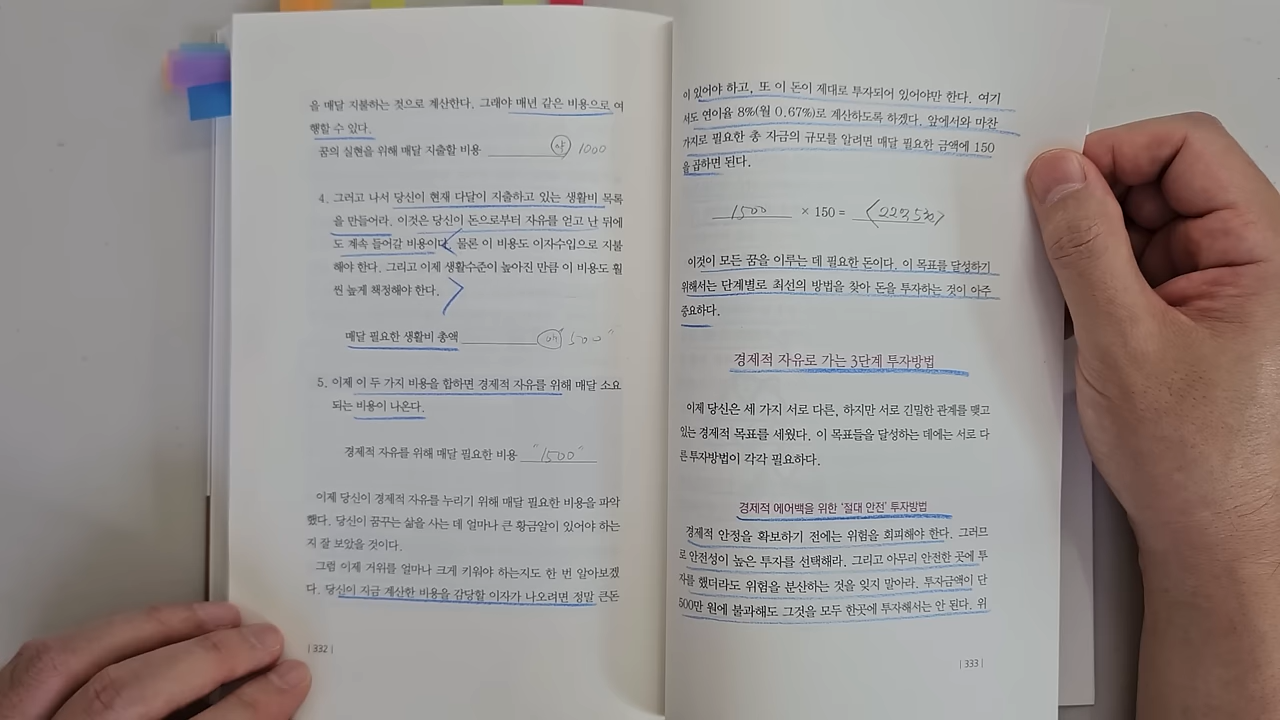 을 매달 지불하는 것으로 계산한다. 그래야 매년 같은 비용으로 여
행할 수 있다.
꿈의 실현을 위해 매달 지출할 비용 1000
4. 그러고 나서 당신이 현재 다달이 지출하고 있는 생활비 목록
을 만들어라. 이것은 당신이 돈으로부터 자유를 얻고 난 뒤에
도 계속 들어갈 비용이다. 물론 이 비용도 이자수입으로 지불
해야 한다. 그리고 이제 생활수준이 높아진 만큼 이 비용도 훨
씬 높게 책정해야 한다.
매달 필요한 생활비 총액 500"
5. 이제 이 두 가지 비용을 합하면 경제적 자유를 위해 매달 소요
되는 비용이 나온다.
경제적 자유를 위해 매달 필요한 비용 "1500"
이제 당신이 경제적 자유를 누리기 위해 매달 필요한 비용을 파악
했다. 당신이 꿈꾸는 삶을 사는 데 얼마나 큰 황금알이 있어야 하는
지 잘 보았을 것이다.
그럼 이제 거위를 얼마나 크게 키워야 하는지도 한 번 알아보겠
다. 당신이 지금 계산한 비용을 감당할 이자가 나오려면 정말 큰돈
| 332 |
이 있어야 하고, 또 이 돈이 제대로 투자되어 있어야만 한다. 여기
서도 연이율 8%(월 0.67%)로 계산하도록 하겠다. 앞에서와 마찬
가지로 필요한 총 자금의 규모를 알려면 매달 필요한 금액에 150
을 곱하면 된다.
1500 × 150 =
이것이 모든 꿈을 이루는 데 필요한 돈이다. 이 목표를 달성하기
위해서는 단계별로 최선의 방법을 찾아 돈을 투자하는 것이 아주
중요하다.
경제적 자유로 가는 3단계 투자방법
이제 당신은 세 가지 서로 다른, 하지만 서로 긴밀한 관계를 맺고
있는 경제적 목표를 세웠다. 이 목표들을 달성하는 데에는 서로 다
른 투자방법이 각각 필요하다.
경제적 에어백을 위한 '절대 안전' 투자방법
경제적 안정을 확보하기 전에는 위험을 회피해야 한다. 그러므
로 안전성이 높은 투자를 선택해라. 그리고 아무리 안전한 곳에 투
자를 했더라도 위험을 분산하는 것을 잊지 말아라. 투자금액이 단
500만 원에 불과해도 그것을 모두 한곳에 투자해서는 안 된다. 위
| 333 |